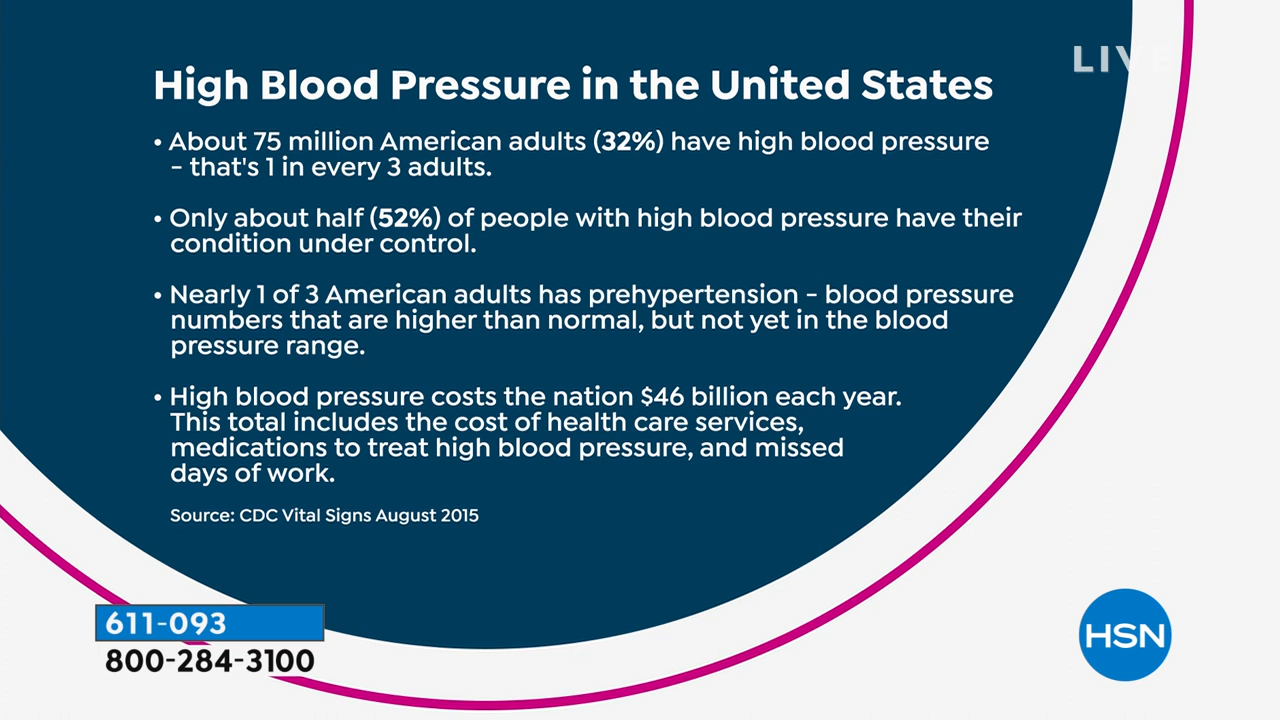 LIVE
High Blood Pressure in the United States
• About 75 million American adults (32%) have high blood pressure
– that's 1 in every 3 adults.
• Only about half (52%) of people with high blood pressure have their
condition under control.
• Nearly 1 of 3 American adults has prehypertension – blood pressure
numbers that are higher than normal, but not yet in the blood
pressure range.
• High blood pressure costs the nation $46 billion each year.
This total includes the cost of health care services,
medications to treat high blood pressure, and missed
days of work.
Source: CDC Vital Signs August 2015
611-093
800-284-3100
HSN